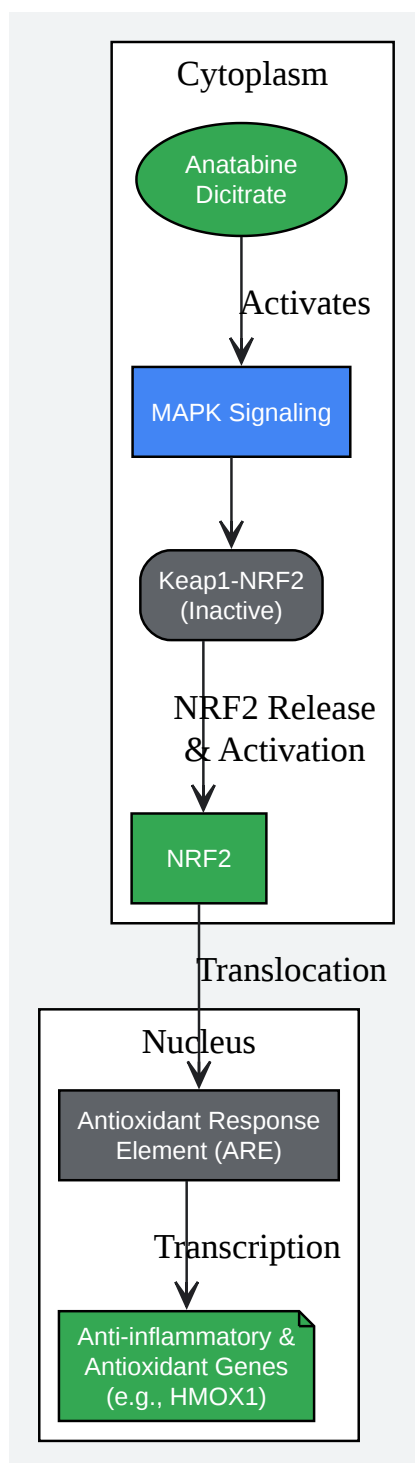 Cytoplasm
Anatabine
Dicitrate
Activates
MAPK Signaling
Keap1-NRF2
(Inactive)
NRF2 Release
& Activation
NRF2
Translocation
Nucleus
Antioxidant Response
Element (ARE)
Transcription
Anti-inflammatory &
Antioxidant Genes
(e.g., HMOX1)